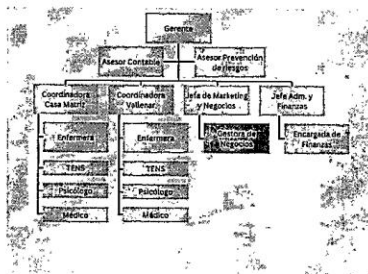 Gerente
Asesor Contable
Asesor Prevención
de riesgos
Coordinadora
Casa Matriz
Coordinadora
Vallenar
Jefa de Marketing
y Negocios
Jefe Adm. y
Finanzas
Enfermera
Enfermera
Gestora de
Negocios
Encargada de
Finanzas
TENS
TENS
Psicólogo
Psicólogo
Médico
Médico